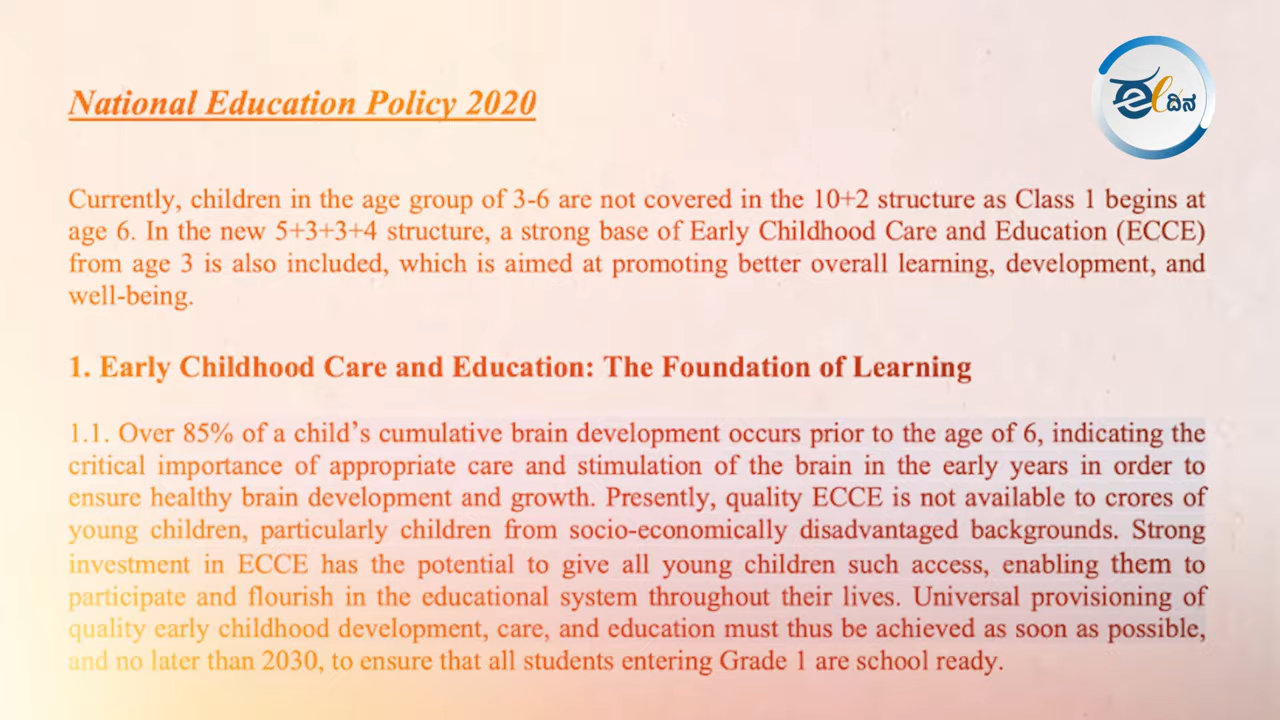 ಈ ದಿನ
National Education Policy 2020
Currently, children in the age group of 3-6 are not covered in the 10+2 structure as Class 1 begins at
age 6. In the new 5+3+3+4 structure, a strong base of Early Childhood Care and Education (ECCE)
from age 3 is also included, which is aimed at promoting better overall learning, development, and
well-being.
1. Early Childhood Care and Education: The Foundation of Learning
1.1. Over 85% of a child’s cumulative brain development occurs prior to the age of 6, indicating the
critical importance of appropriate care and stimulation of the brain in the early years in order to
ensure healthy brain development and growth. Presently, quality ECCE is not available to crores of
young children, particularly children from socio-economically disadvantaged backgrounds. Strong
investment in ECCE has the potential to give all young children such access, enabling them to
participate and flourish in the educational system throughout their lives. Universal provisioning of
quality early childhood development, care, and education must thus be achieved as soon as possible,
and no later than 2030, to ensure that all students entering Grade 1 are school ready.